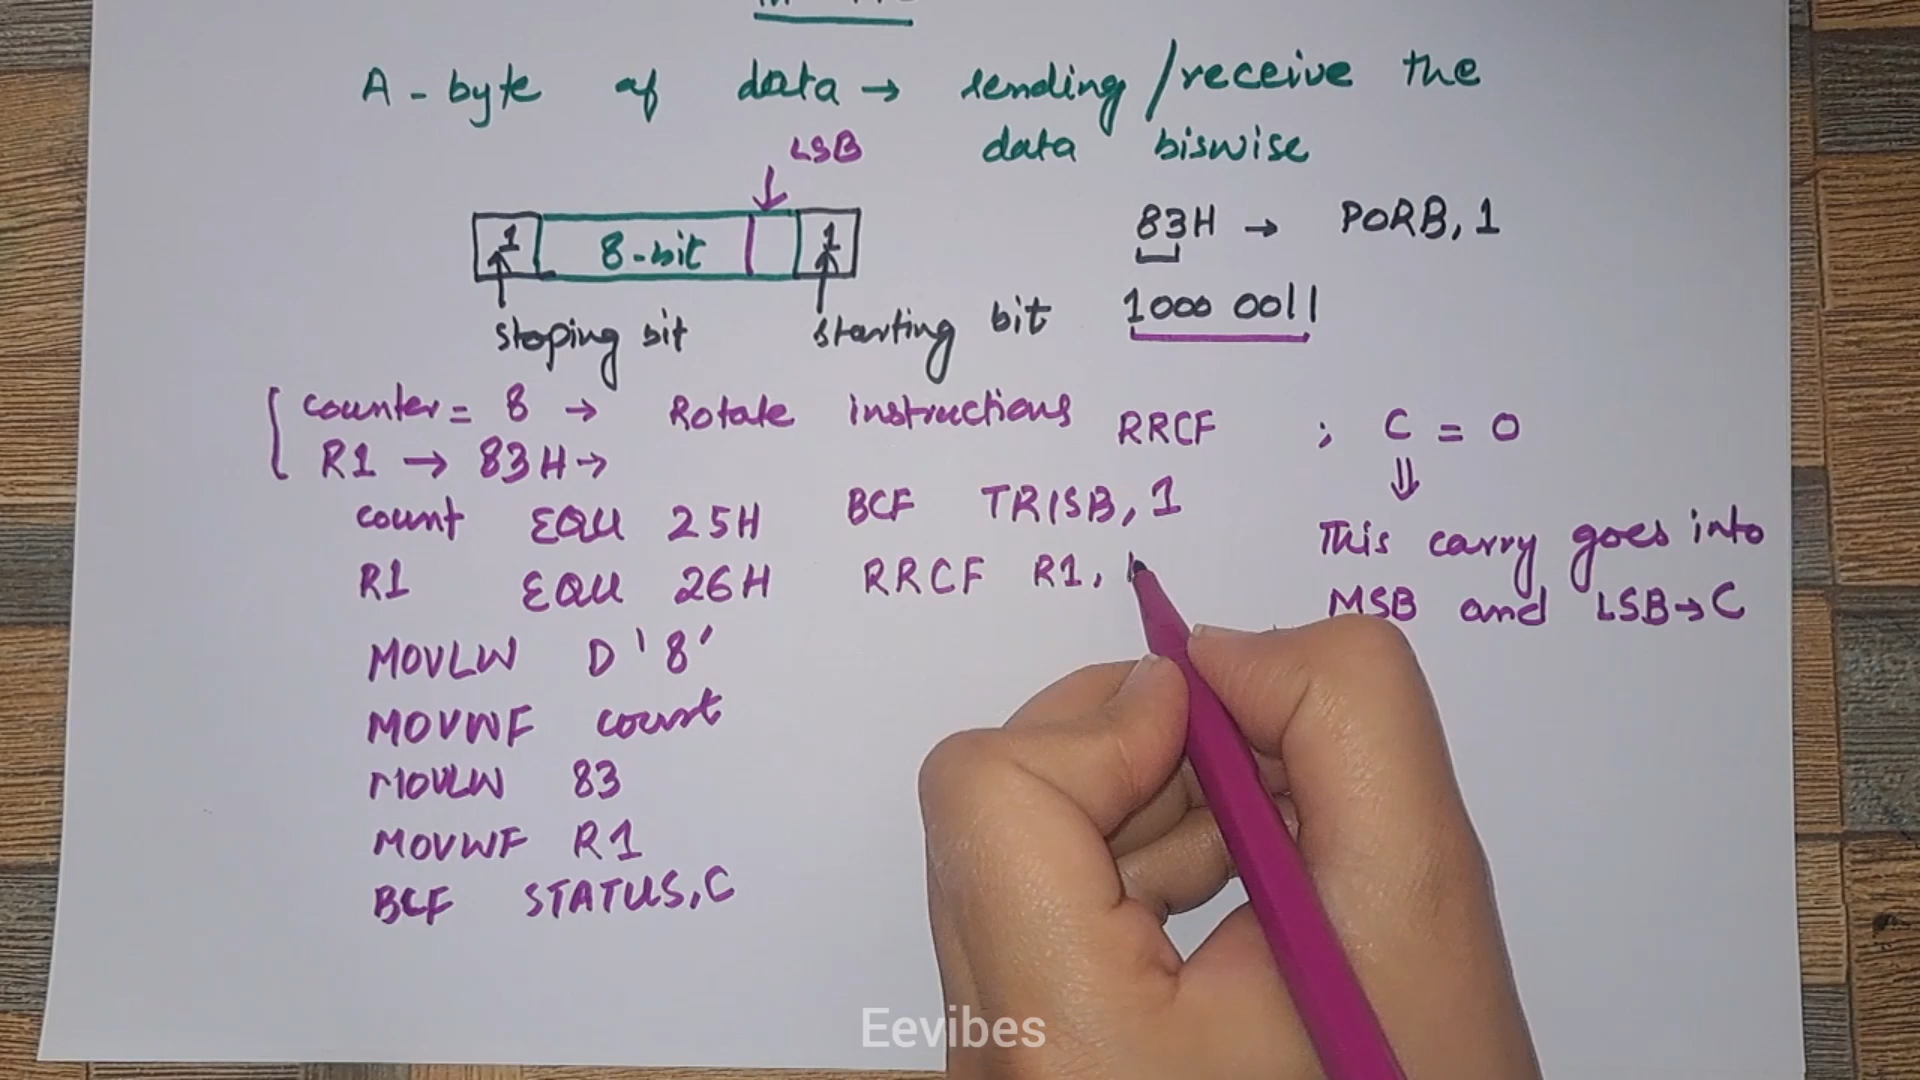 A-byte of data → sending/receive the
data biswise
LSB
1 8-bit 1
stoping bit
starting bit
83H → PORB, 1
1000 0011
counter = 8 → Rotate instructions
R1 → 83H →
RRCF ; C = 0
⇓
This carry goes into
MSB and LSB→C
count EQU 25H
R1 EQU 26H
MOVLW D'8'
MOVWF count
MOVLW 83
MOVWF R1
BCF STATUS,C
BCF TRISB, 1
RRCF R1,
Eevibes